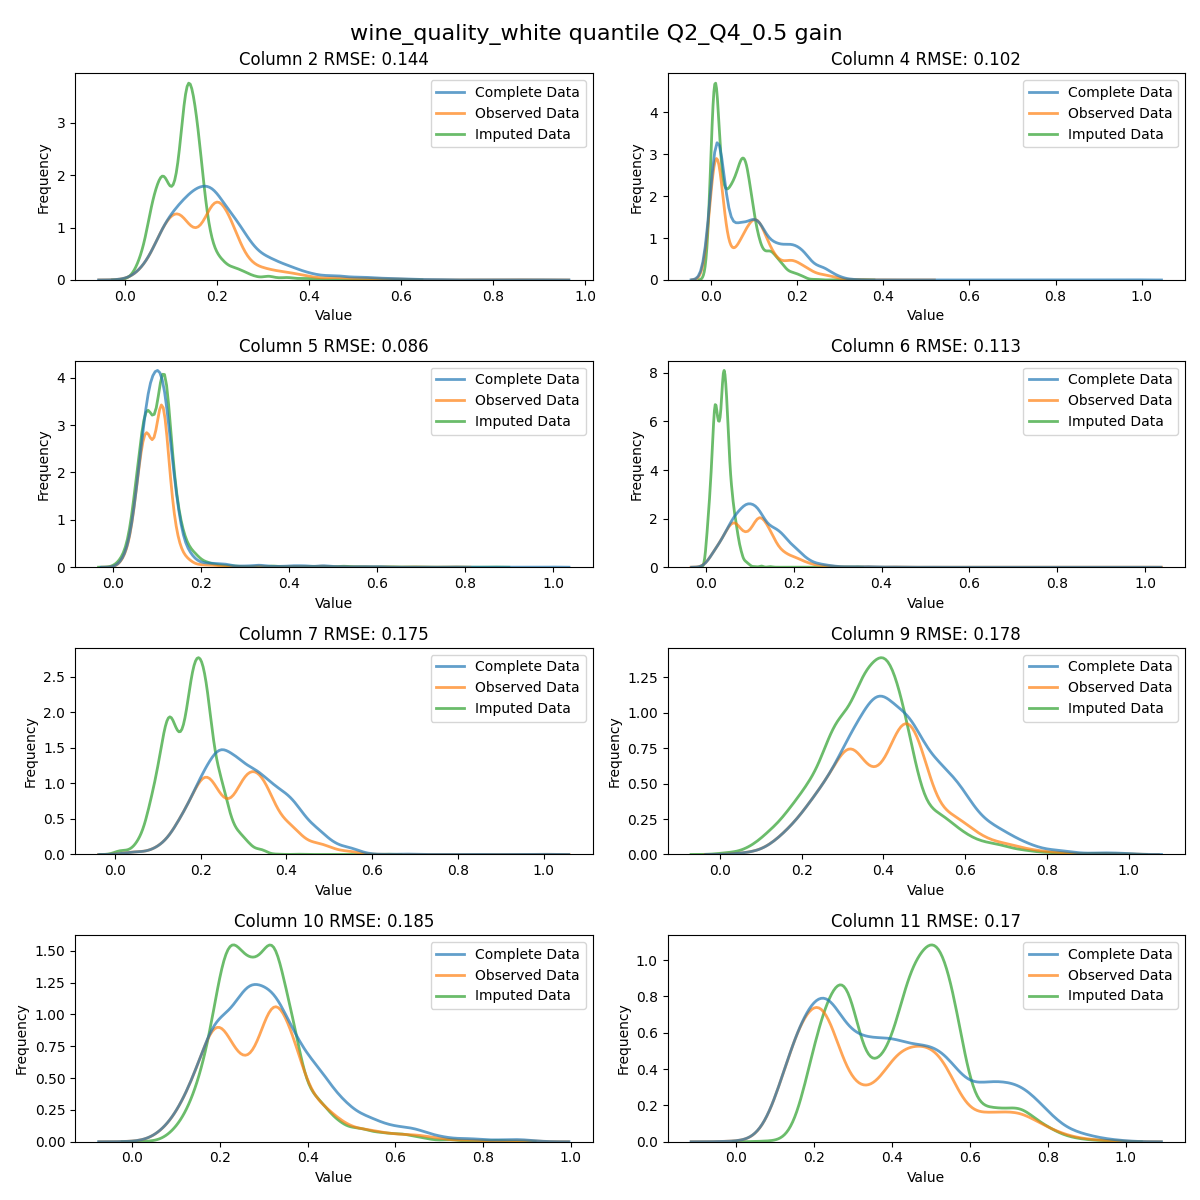 wine_quality_white quantile Q2_Q4_0.5 gain
Column 2 RMSE: 0.144
Frequency
3
2
1
0
0.0 0.2 0.4 0.6 0.8 1.0
Value
Complete Data
Observed Data
Imputed Data
Column 4 RMSE: 0.102
Frequency
4
3
2
1
0
0.0 0.2 0.4 0.6 0.8 1.0
Value
Complete Data
Observed Data
Imputed Data
Column 5 RMSE: 0.086
Frequency
4
3
2
1
0
0.0 0.2 0.4 0.6 0.8 1.0
Value
Complete Data
Observed Data
Imputed Data
Column 6 RMSE: 0.113
Frequency
8
6
4
2
0
0.0 0.2 0.4 0.6 0.8 1.0
Value
Complete Data
Observed Data
Imputed Data
Column 7 RMSE: 0.175
Frequency
2.5
2.0
1.5
1.0
0.5
0.0
0.0 0.2 0.4 0.6 0.8 1.0
Value
Complete Data
Observed Data
Imputed Data
Column 9 RMSE: 0.178
Frequency
1.25
1.00
0.75
0.50
0.25
0.00
0.0 0.2 0.4 0.6 0.8 1.0
Value
Complete Data
Observed Data
Imputed Data
Column 10 RMSE: 0.185
Frequency
1.50
1.25
1.00
0.75
0.50
0.25
0.00
0.0 0.2 0.4 0.6 0.8 1.0
Value
Complete Data
Observed Data
Imputed Data
Column 11 RMSE: 0.17
Frequency
1.0
0.8
0.6
0.4
0.2
0.0
0.0 0.2 0.4 0.6 0.8 1.0
Value
Complete Data
Observed Data
Imputed Data